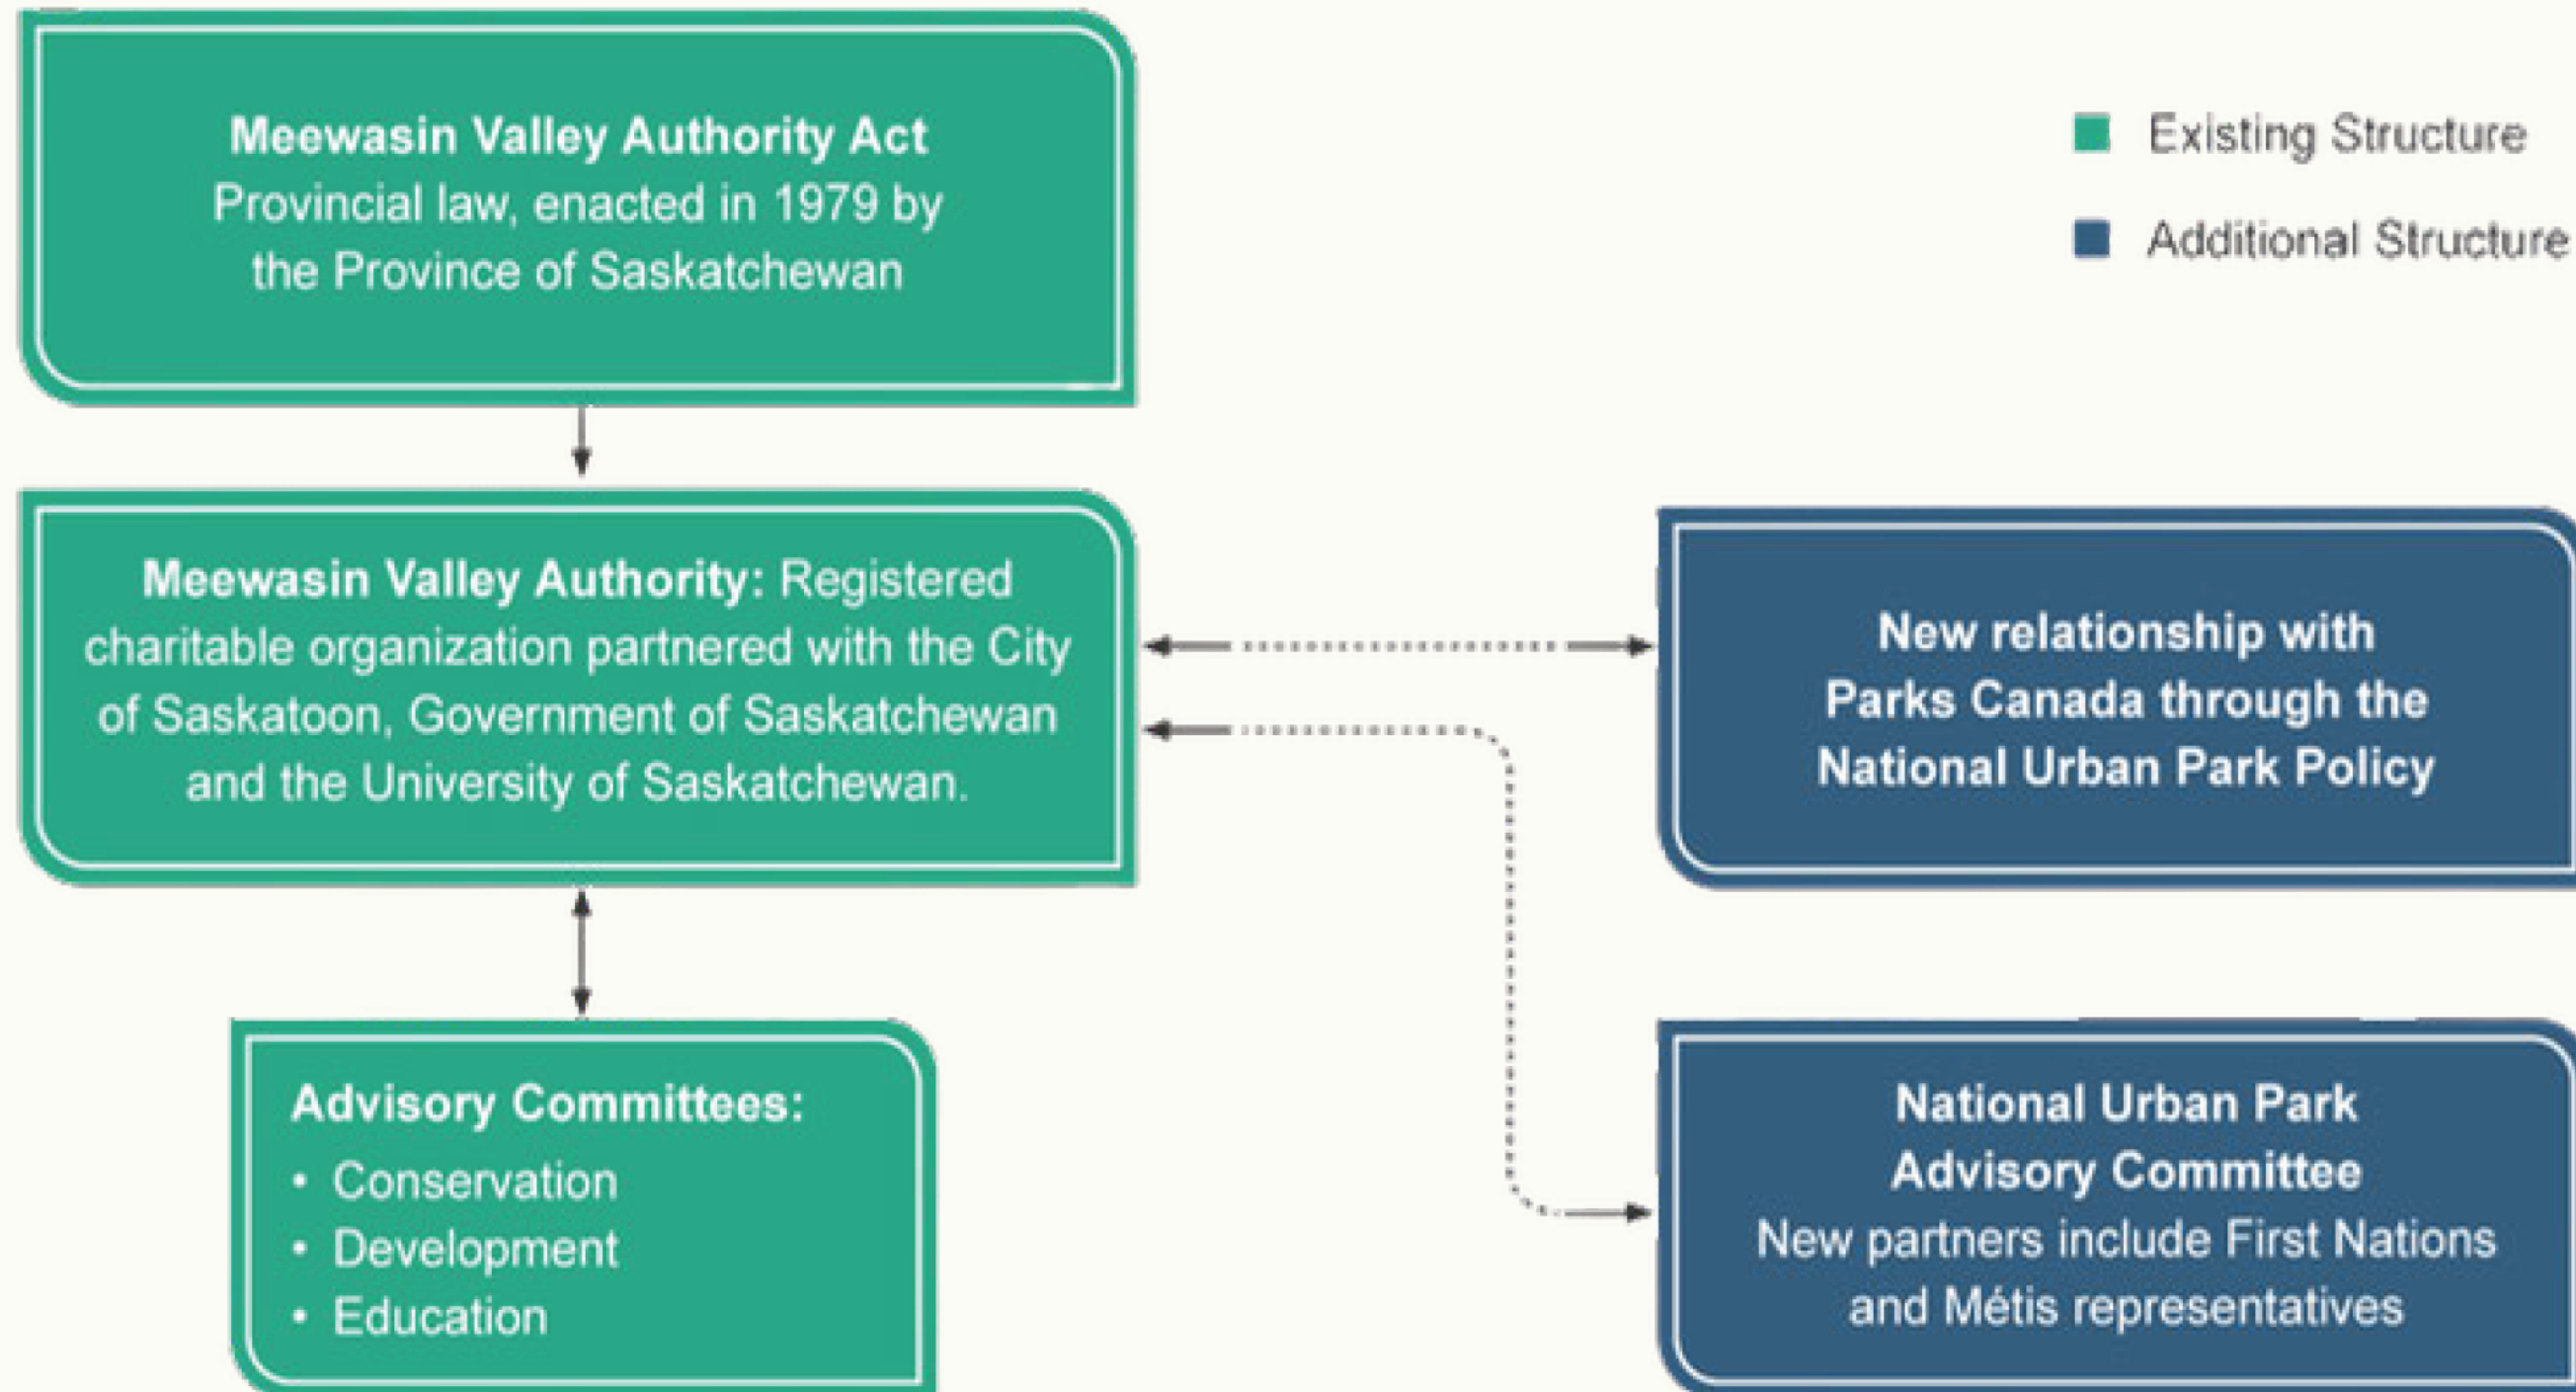 Meewasin Valley Authority Act
Provincial law, enacted in 1979 by
the Province of Saskatchewan
Existing Structure
Additional Structure
Meewasin Valley Authority: Registered
charitable organization partnered with the City
of Saskatoon, Government of Saskatchewan
and the University of Saskatchewan.
New relationship with
Parks Canada through the
National Urban Park Policy
Advisory Committees:
• Conservation
• Development
• Education
National Urban Park
Advisory Committee
New partners include First Nations
and Métis representatives